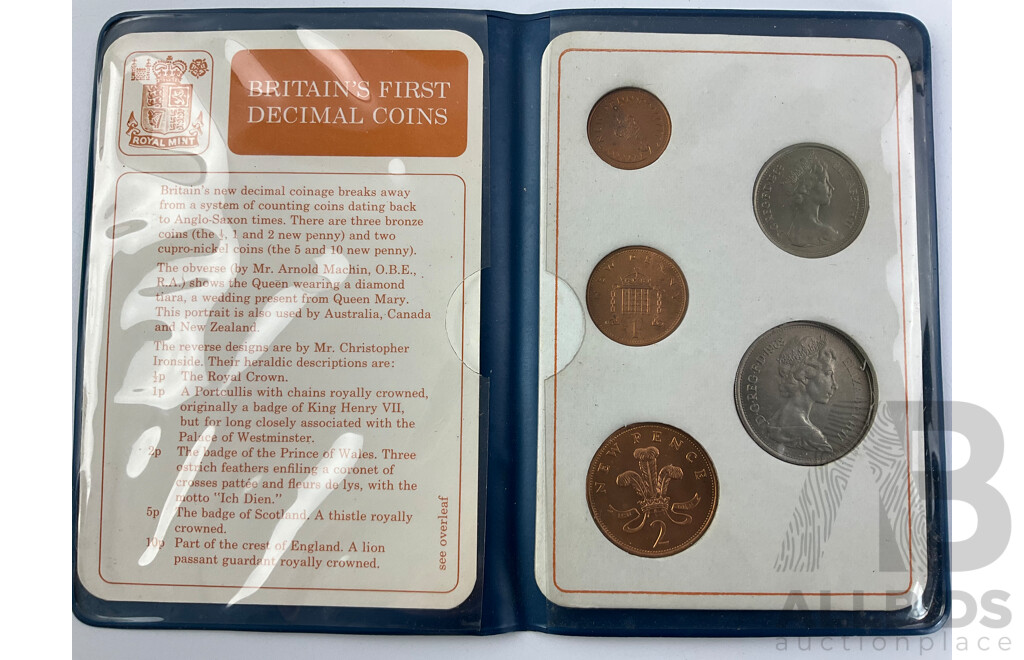 ROYAL MINT
BRITAIN'S FIRST
DECIMAL COINS
Britain's new decimal coinage breaks away
from a system of counting coins dating back
to Anglo-Saxon times. There are three bronze
coins (the ½, 1 and 2 new penny) and two
cupro-nickel coins (the 5 and 10 new penny).
The obverse (by Mr. Arnold Machin, O.B.E.,
R.A.) shows the Queen wearing a diamond
tiara, a wedding present from Queen Mary.
This portrait is also used by Australia, Canada
and New Zealand.
The reverse designs are by Mr. Christopher
Ironside. Their heraldic descriptions are:
½p The Royal Crown.
1p A Portcullis with chains royally crowned,
originally a badge of King Henry VII,
but for long closely associated with the
Palace of Westminster.
2p The badge of the Prince of Wales. Three
ostrich feathers enfiling a coronet of
crosses pattée and fleurs de lys, with the
motto "Ich Dien."
5p The badge of Scotland. A thistle royally
crowned.
10p Part of the crest of England. A lion
passant guardant royally crowned.
see overleaf
NEW PENNY
1
NEW PENCE
2
D·G·REG·F·D·1968
D·G·REG·F·D·1975
AB
ALLBIDS
auctionplace